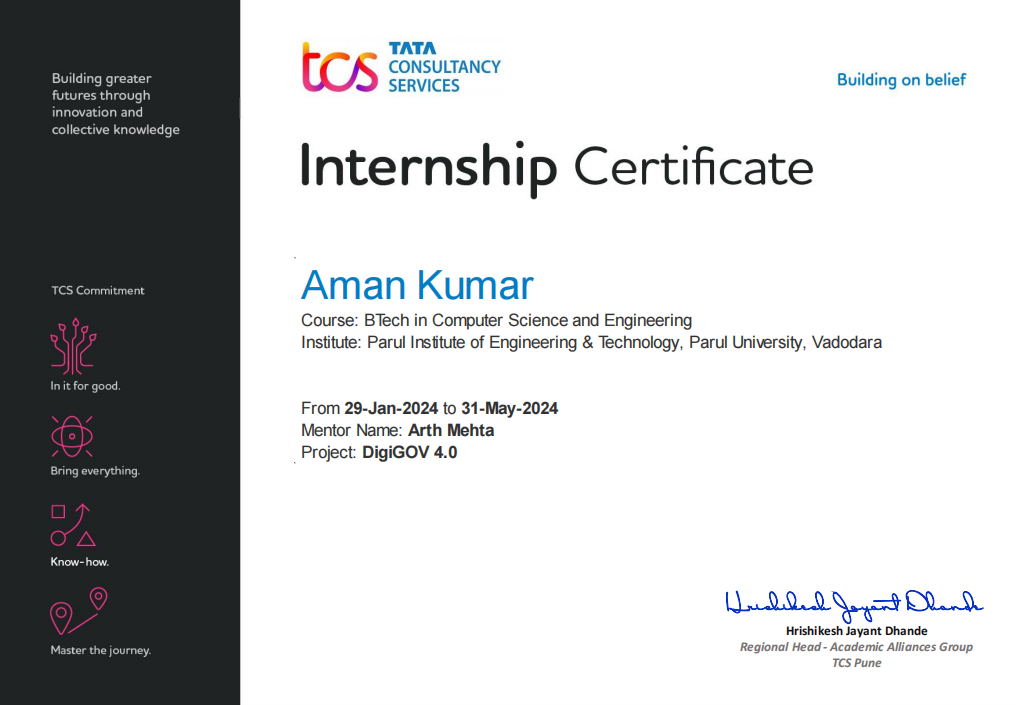 Building greater
futures through
innovation and
collective knowledge
TCS Commitment
In it for good.
Bring everything.
Know-how.
Master the journey.
tcs
TATA
CONSULTANCY
SERVICES
Building on belief
Internship Certificate
Aman Kumar
Course: BTech in Computer Science and Engineering
Institute: Parul Institute of Engineering & Technology, Parul University, Vadodara
From 29-Jan-2024 to 31-May-2024
Mentor Name: Arth Mehta
Project: DigiGOV 4.0
Hrishikesh Jayant Dhande
Hrishikesh Jayant Dhande
Regional Head - Academic Alliances Group
TCS Pune